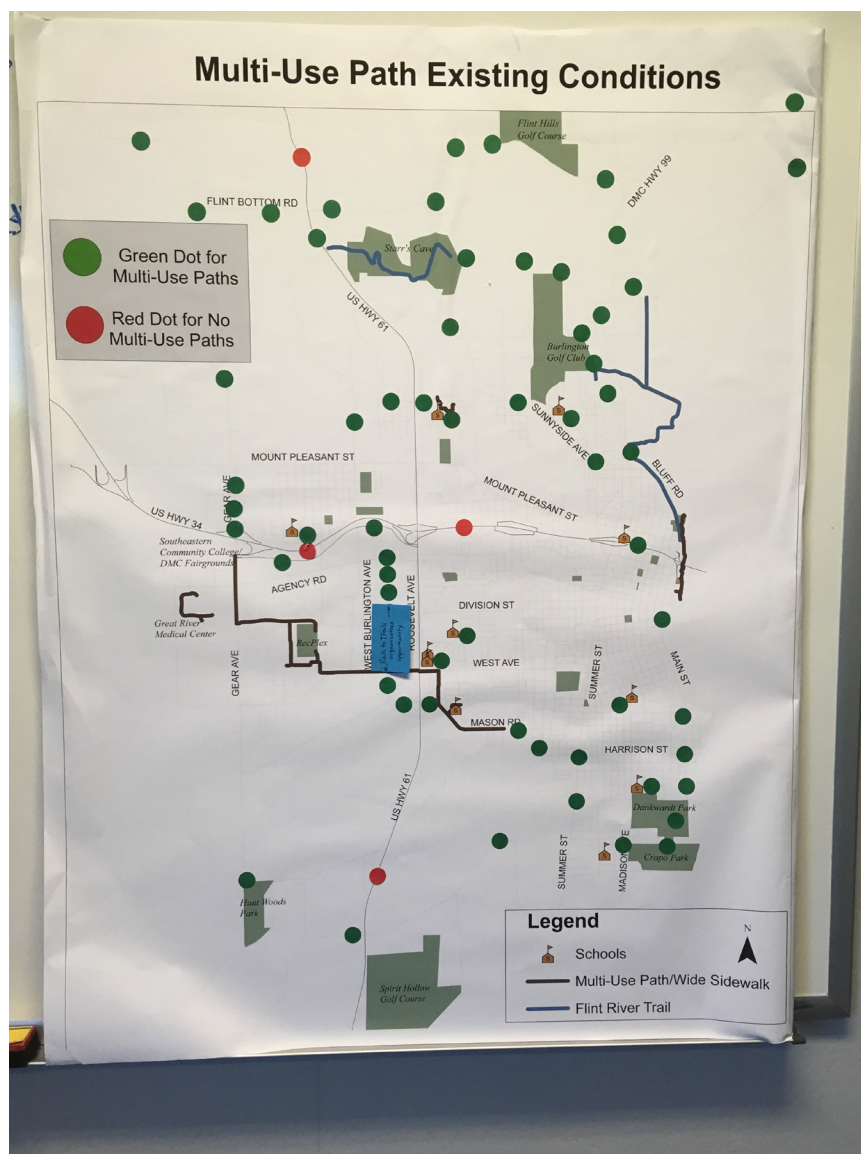 Multi-Use Path Existing Conditions
Flint Hills
Golf Course
DMC HWY 99
FLINT BOTTOM RD
Green Dot for
Multi-Use Paths
Red Dot for No
Multi-Use Paths
Starr's Cave
US HWY 61
Burlington
Golf Club
SUNNYSIDE AVE
MOUNT PLEASANT ST
BLUFF RD
GEAR AVE
MOUNT PLEASANT ST
US HWY 34
Southeastern
Community College/
DMC Fairgrounds
AGENCY RD
WEST BURLINGTON AVE
ROOSEVELT AVE
DIVISION ST
Great River
Medical Center
RecPlex
GEAR AVE
WEST AVE
SUMMER ST
MAIN ST
MASON RD
HARRISON ST
US HWY 61
Dankwardt Park
SUMMER ST
MADISON AVE
Crapo Park
Hunt Woods
Park
Spirit Hollow
Golf Course
Legend
N
Schools
Multi-Use Path/Wide Sidewalk
Flint River Trail